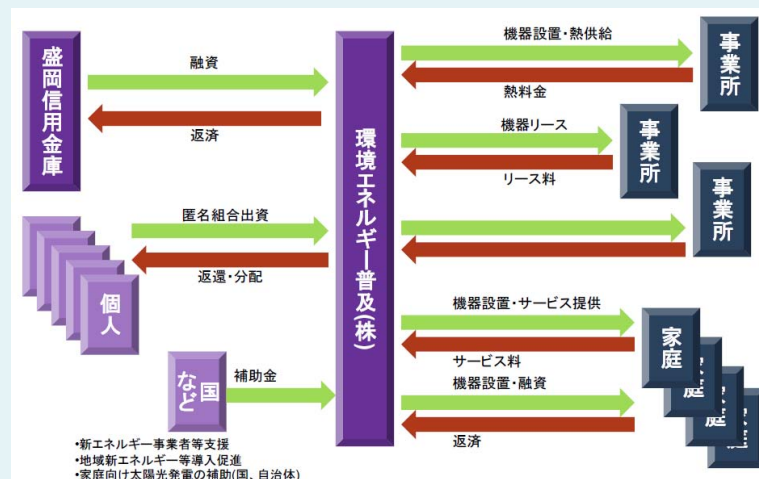 盛岡信用金庫
融資
返済
匿名組合出資
返還・分配
個人
国など
補助金
•新エネルギー事業者等支援
•地域新エネルギー等導入促進
•家庭向け太陽光発電の補助(国、自治体)
環境エネルギー普及(株)
機器設置・熱供給
熱料金
事業所
機器リース
リース料
事業所
事業所
機器設置・サービス提供
サービス料
機器設置・融資
返済
家庭
家庭
家庭
家庭